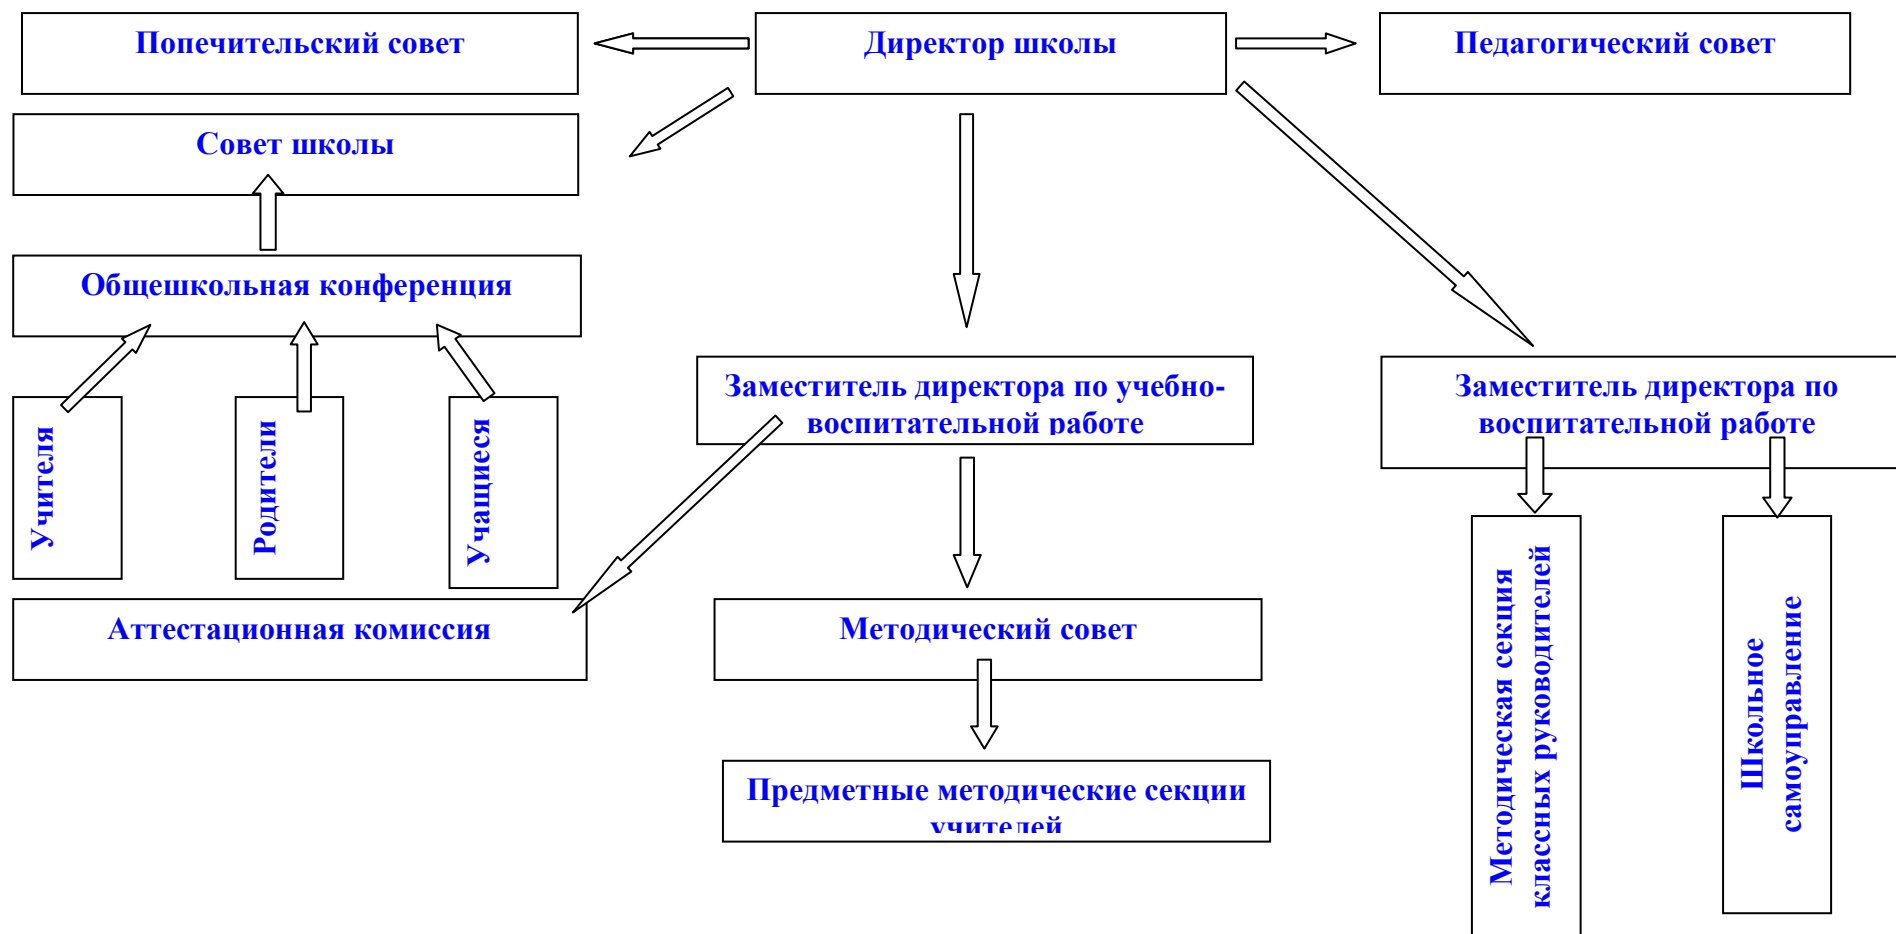 Попечительский совет
Директор школы
Педагогический совет
Совет школы
Общешкольная конференция
Заместитель директора по учебно-
воспитательной работе
Заместитель директора по
воспитательной работе
Учителя
Родители
Учащиеся
Аттестационная комиссия
Методический совет
Методическая секция
классных руководителей
Школьное
самоуправление
Предметные методические секции
учителей